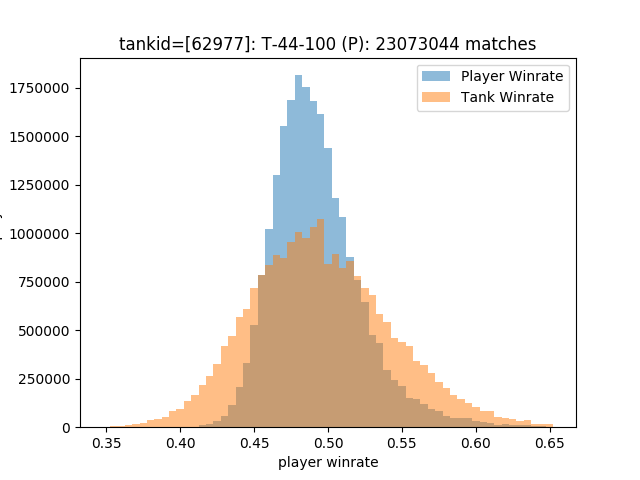 tankid=[62977]: T-44-100 (P): 23073044 matches
Player Winrate
Tank Winrate
1750000
1500000
1250000
1000000
750000
500000
250000
0
0.35 0.40 0.45 0.50 0.55 0.60 0.65
player winrate